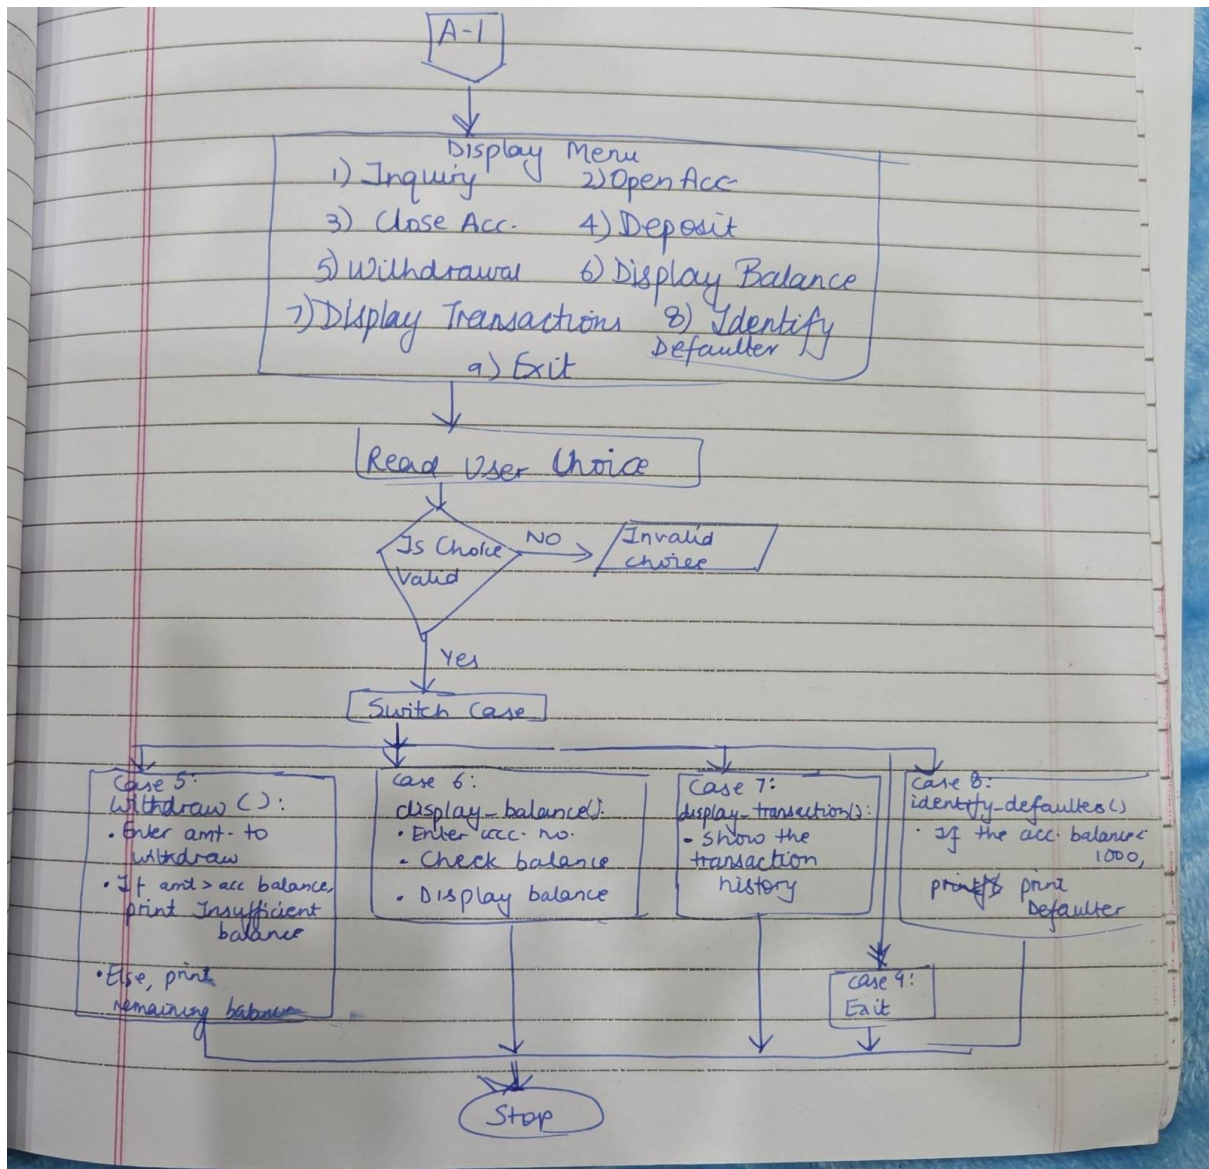 A-1
Display Menu
1) Inquiry 2) Open Acc
3) Close Acc. 4) Deposit
5) Withdrawal 6) Display Balance
7) Display Transactions 8) Identify
Defaulter
9) Exit
Read User Choice
Is Choice
Valid
NO
Invalid
choice
Yes
Switch Case
Case 5:
Withdraw():
• Enter amt. to
withdraw
• If amt > acc balance,
print Insufficient
balance
• Else, print
remaining balance
Case 6:
display_balance():
• Enter acc. no.
• Check balance
• Display balance
Case 7:
display_transaction():
• Show the
transaction
history
Case 8:
identify_defaulter()
• If the acc. balance <
1000,
print
Defaulter
Case 9:
Exit
Stop